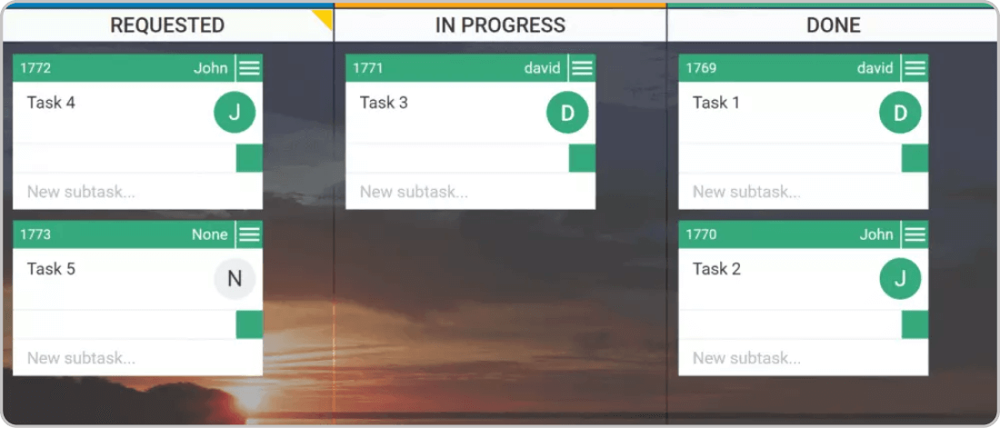 REQUESTED
1772 John
Task 4
J
New subtask...
1773 None
Task 5
N
New subtask...
IN PROGRESS
1771 david
Task 3
D
New subtask...
DONE
1769 david
Task 1
D
New subtask...
1770 John
Task 2
J
New subtask...